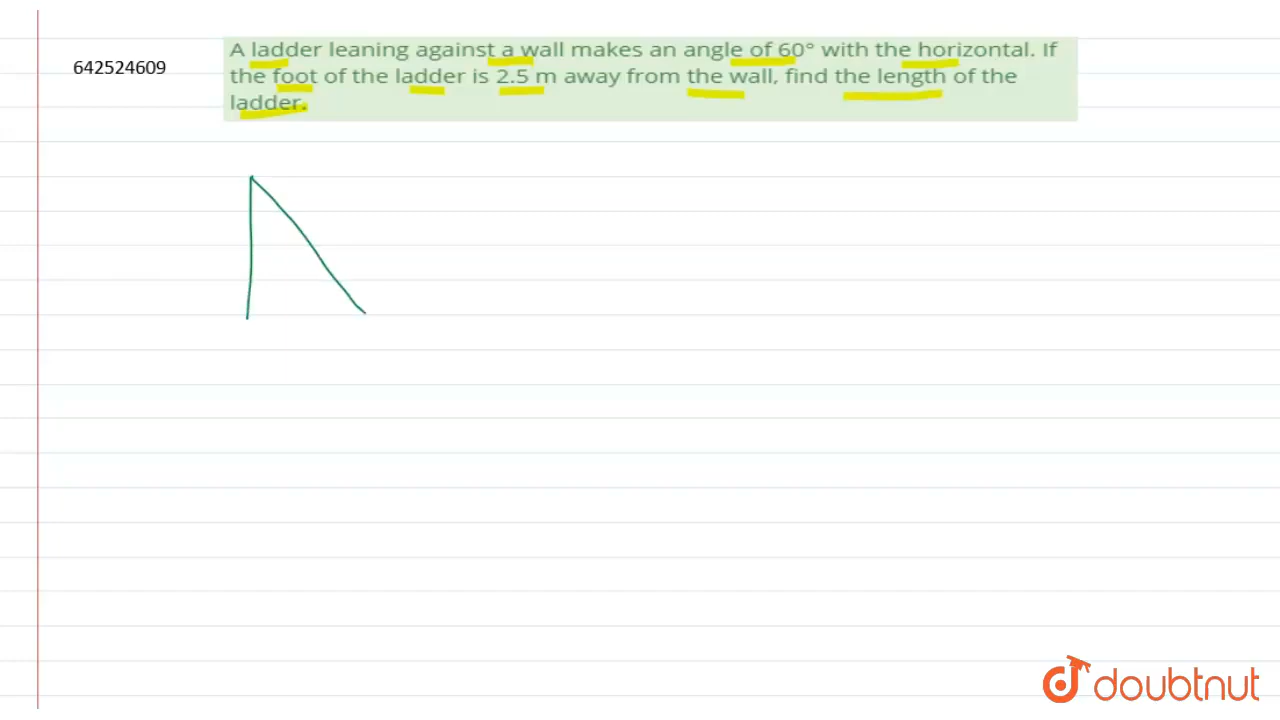 642524609
A ladder leaning against a wall makes an angle of 60° with the horizontal. If
the foot of the ladder is 2.5 m away from the wall, find the length of the
ladder.
doubtnut